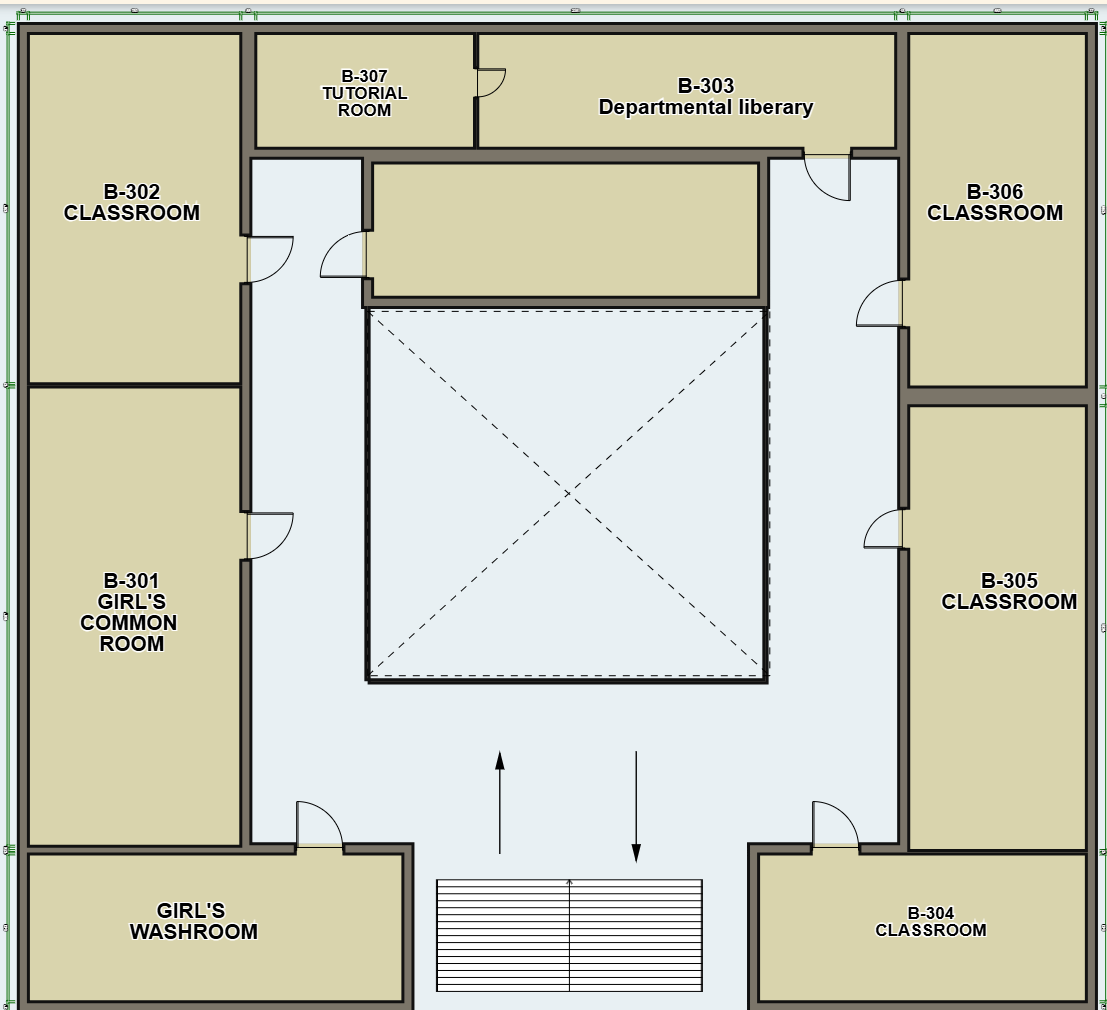 B-307
TUTORIAL
ROOM
B-303
Departmental liberary
B-302
CLASSROOM
B-306
CLASSROOM
B-301
GIRL'S
COMMON
ROOM
B-305
CLASSROOM
GIRL'S
WASHROOM
B-304
CLASSROOM